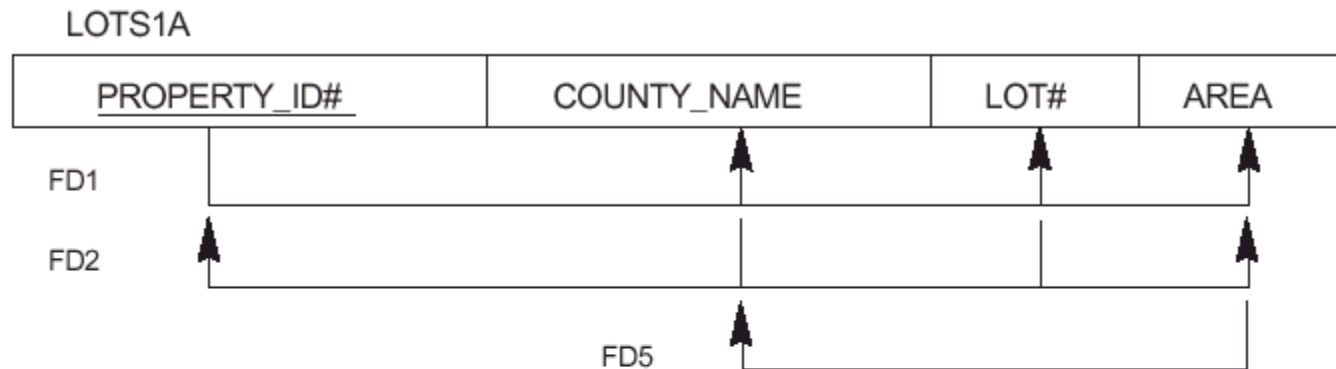 LOTS1A
PROPERTY_ID# COUNTY_NAME LOT# AREA
FD1
FD2
FD5